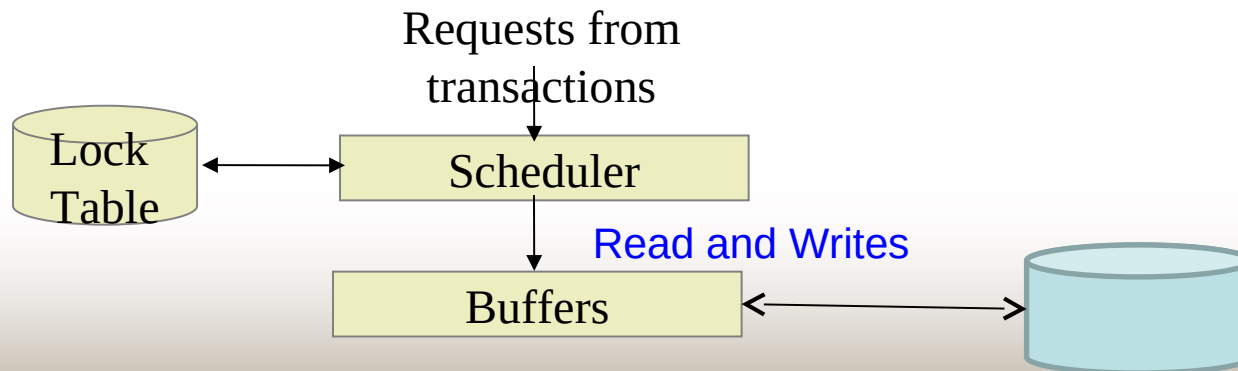 Requests from
transactions
Lock
Table
Scheduler
Read and Writes
Buffers